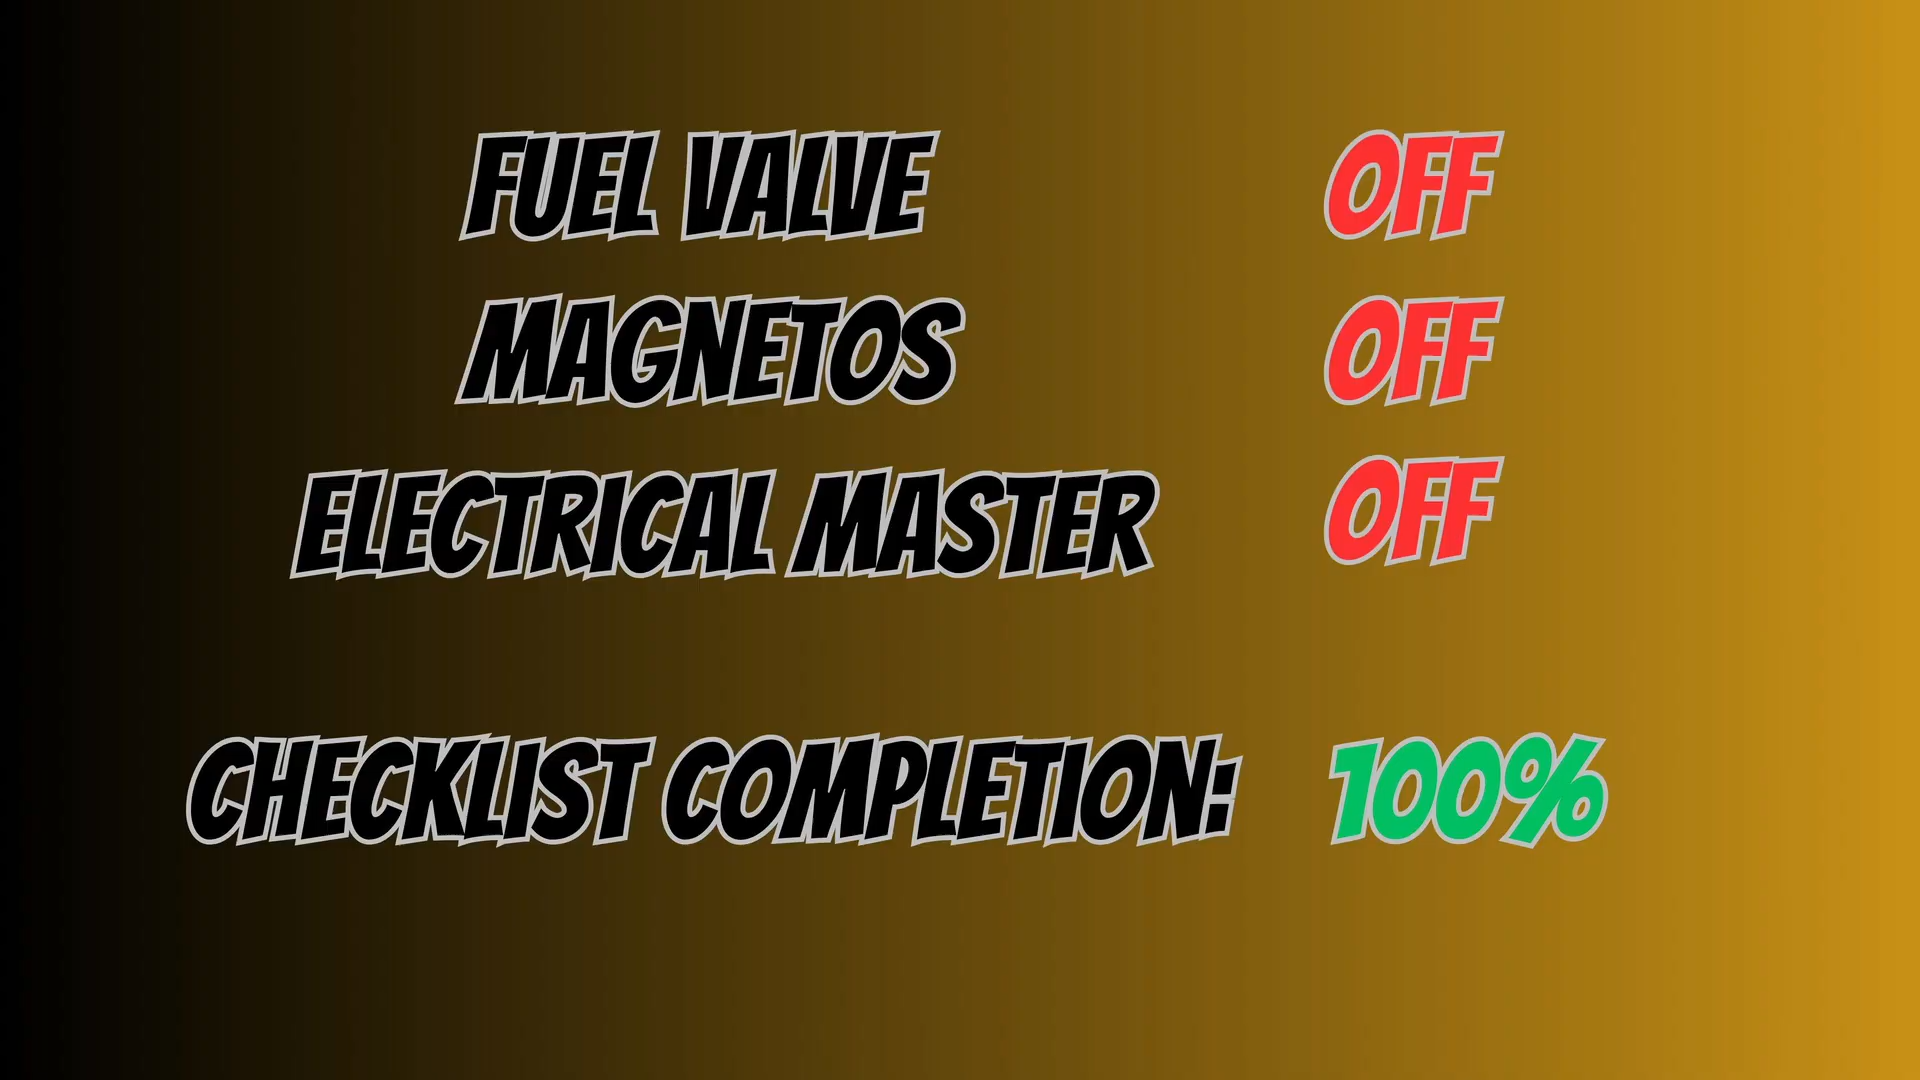 FUEL VALVE OFF
MAGNETOS OFF
ELECTRICAL MASTER OFF
CHECKLIST COMPLETION: 100%